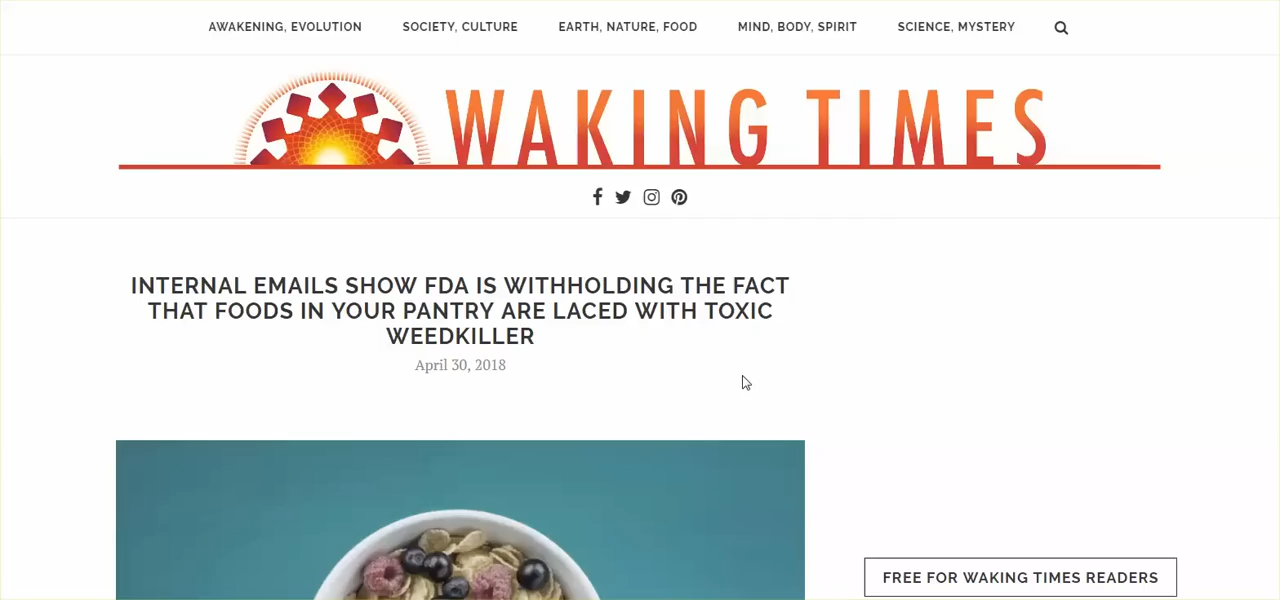 AWAKENING, EVOLUTION SOCIETY, CULTURE EARTH, NATURE, FOOD MIND, BODY, SPIRIT SCIENCE, MYSTERY
WAKING TIMES
INTERNAL EMAILS SHOW FDA IS WITHHOLDING THE FACT
THAT FOODS IN YOUR PANTRY ARE LACED WITH TOXIC
WEEDKILLER
April 30, 2018
FREE FOR WAKING TIMES READERS